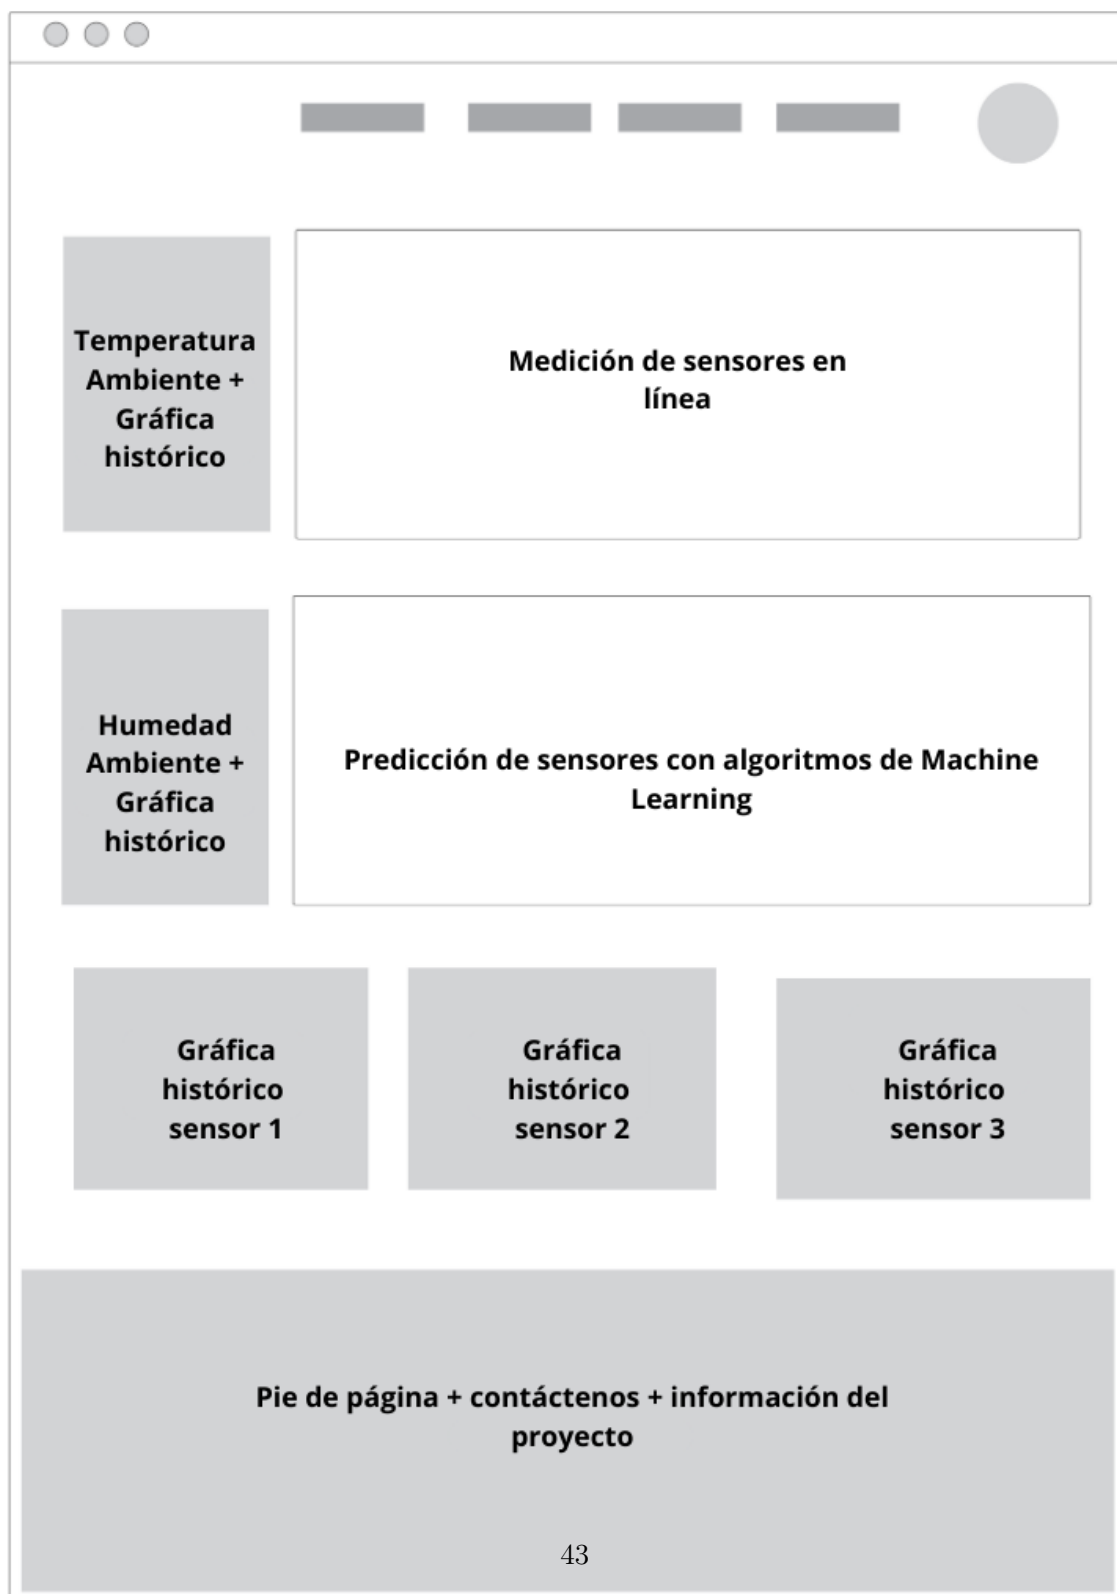 Temperatura
Ambiente +
Gráfica
histórico
Medición de sensores en
línea
Humedad
Ambiente +
Gráfica
histórico
Predicción de sensores con algoritmos de Machine
Learning
Gráfica
histórico
sensor 1
Gráfica
histórico
sensor 2
Gráfica
histórico
sensor 3
Pie de página + contáctenos + información del
proyecto
43